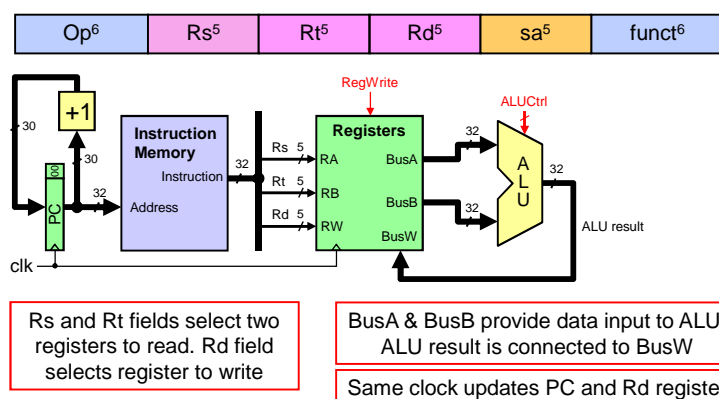 Op⁶ Rs⁵ Rt⁵ Rd⁵ sa⁵ funct⁶
RegWrite
ALUCtrl
+1
30
30
00
PC
32
Instruction
Memory
Instruction
Address
32
Rs 5
Rt 5
Rd 5
Registers
RA
RB
RW
BusA
BusB
BusW
32
32
A
L
U
32
ALU result
clk
Rs and Rt fields select two
registers to read. Rd field
selects register to write
BusA & BusB provide data input to ALU
ALU result is connected to BusW
Same clock updates PC and Rd register